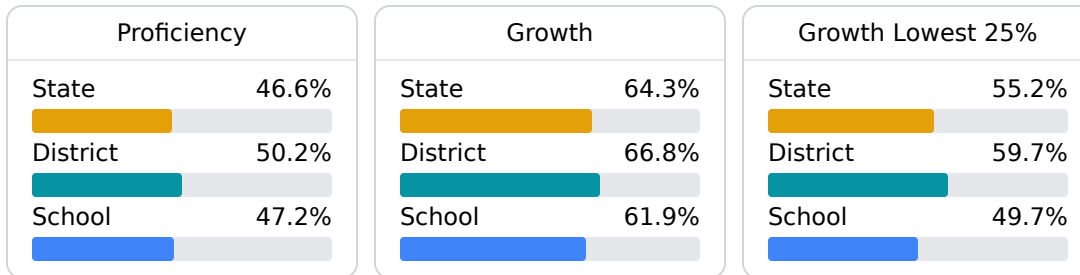 Proficiency
State 46.6%
District 50.2%
School 47.2%
Growth
State 64.3%
District 66.8%
School 61.9%
Growth Lowest 25%
State 55.2%
District 59.7%
School 49.7%